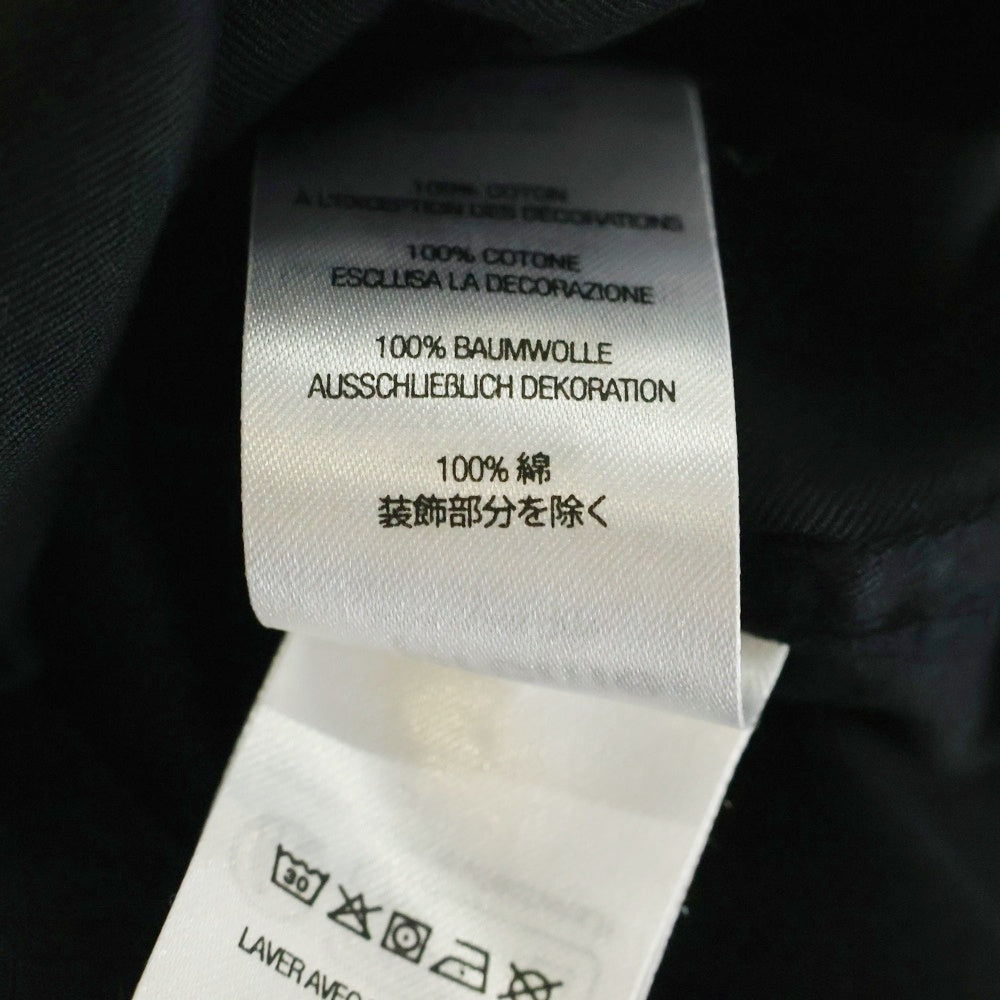 100% COTON
À L'EXCEPTION DES DÉCORATIONS
100% COTONE
ESCLUSA LA DECORAZIONE
100% BAUMWOLLE
AUSSCHLIEßLICH DEKORATION
100% 綿
装飾部分を除く
30
LAVER AVEC